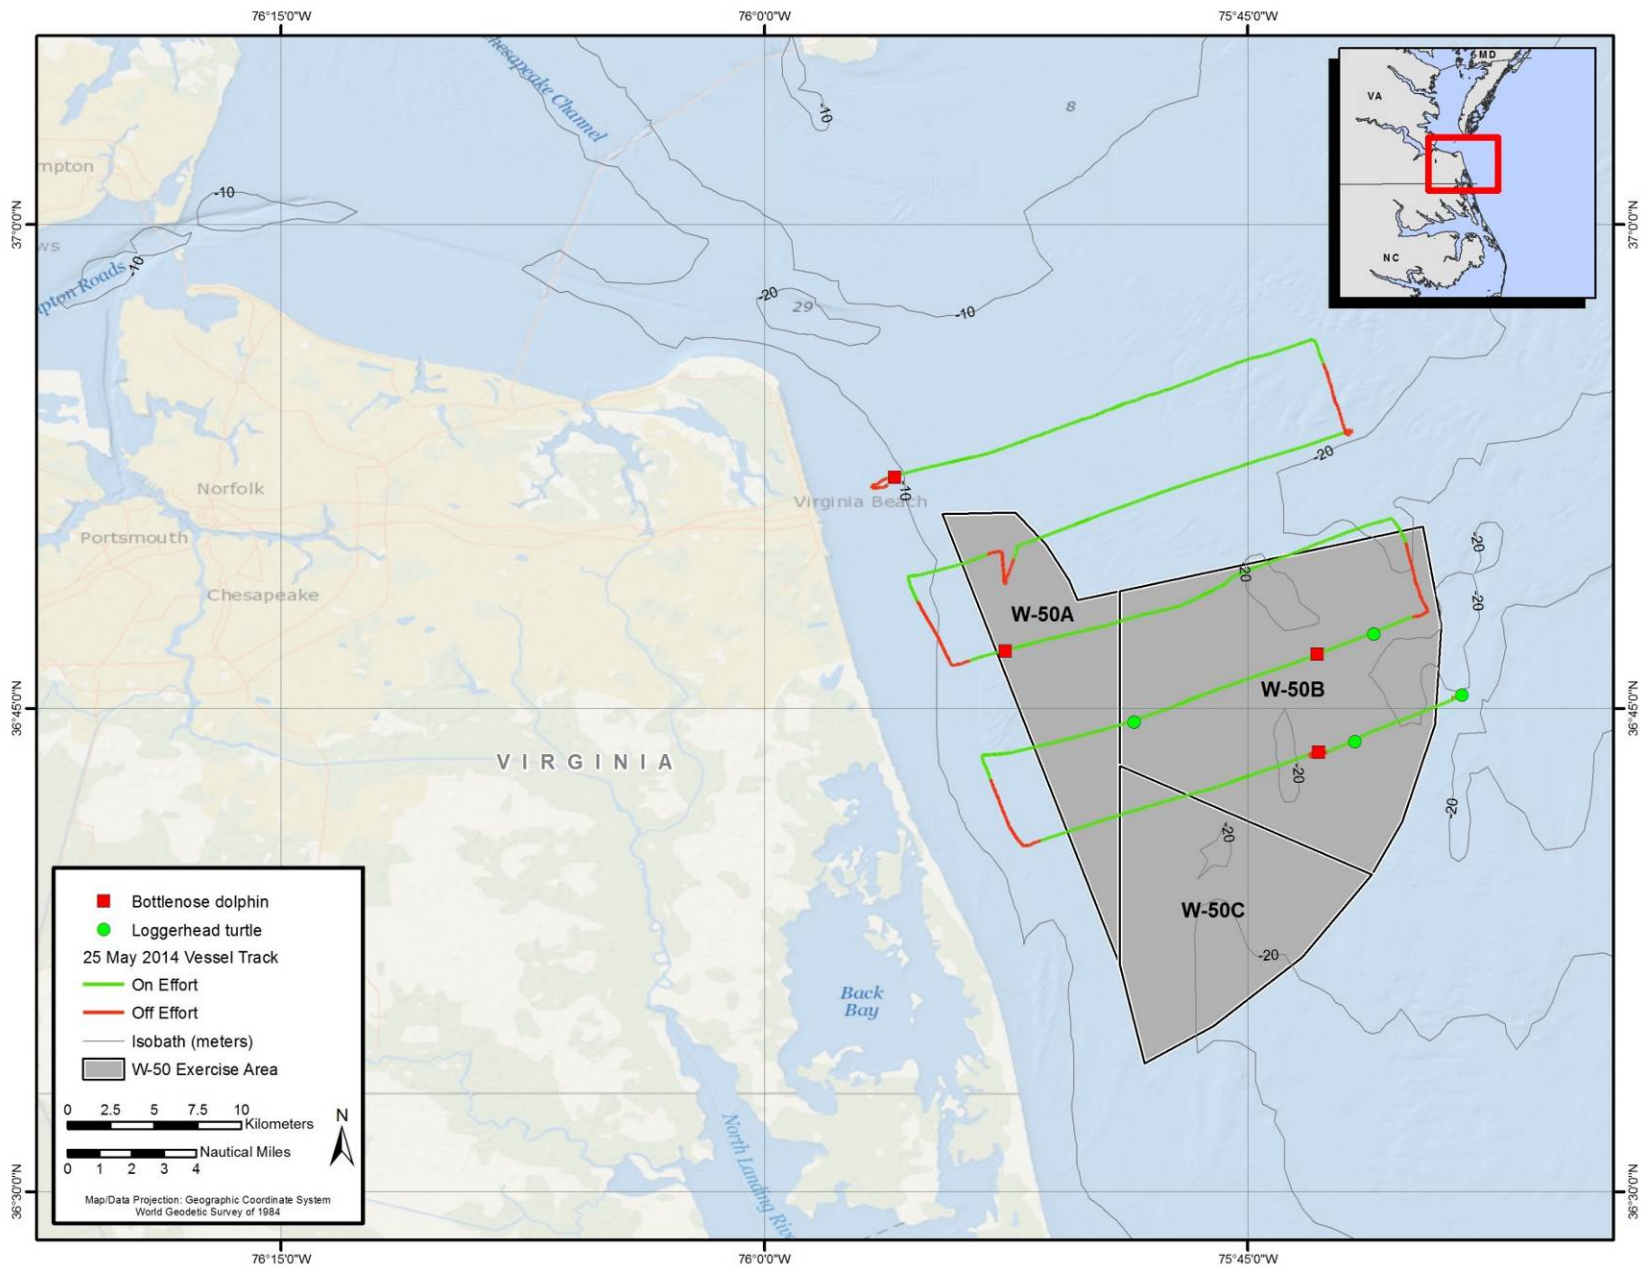 76°15'0"W
76°0'0"W
75°45'0"W
hesapeake Channel
-10
8
MD
VA
NC
mpton
-10
37°0'0"N
37°0'0"N
ws
-10
pton Roads
-20
29
-10
-20
-10
Virginia Beach
Norfolk
Portsmouth
Chesapeake
-20
-20
-20
W-50A
W-50B
36°45'0"N
36°45'0"N
VIRGINIA
-20
-20
-20
W-50C
-20
Back
Bay
North Landing Riv
Bottlenose dolphin
Loggerhead turtle
25 May 2014 Vessel Track
On Effort
Off Effort
Isobath (meters)
W-50 Exercise Area
0 2.5 5 7.5 10
Kilometers
N
Nautical Miles
0 1 2 3 4
Map/Data Projection: Geographic Coordinate System
World Geodetic Survey of 1984
36°30'0"N
36°30'0"N
76°15'0"W
76°0'0"W
75°45'0"W